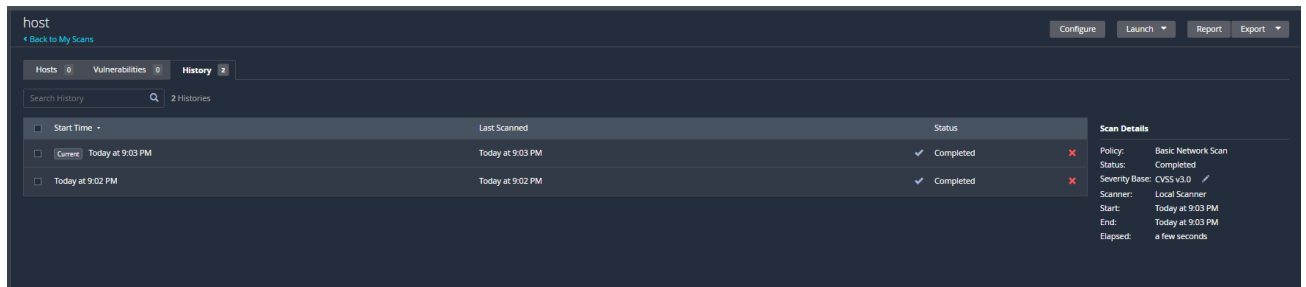 host
Back to My Scans
Configure
Launch
Report
Export
Hosts 0
Vulnerabilities 0
History 2
Search History
2 Histories
Start Time
Last Scanned
Status
Current Today at 9:03 PM
Today at 9:03 PM
Completed
Today at 9:02 PM
Today at 9:02 PM
Completed
Scan Details
Policy: Basic Network Scan
Status: Completed
Severity Base: CVSS v3.0
Scanner: Local Scanner
Start: Today at 9:03 PM
End: Today at 9:03 PM
Elapsed: a few seconds